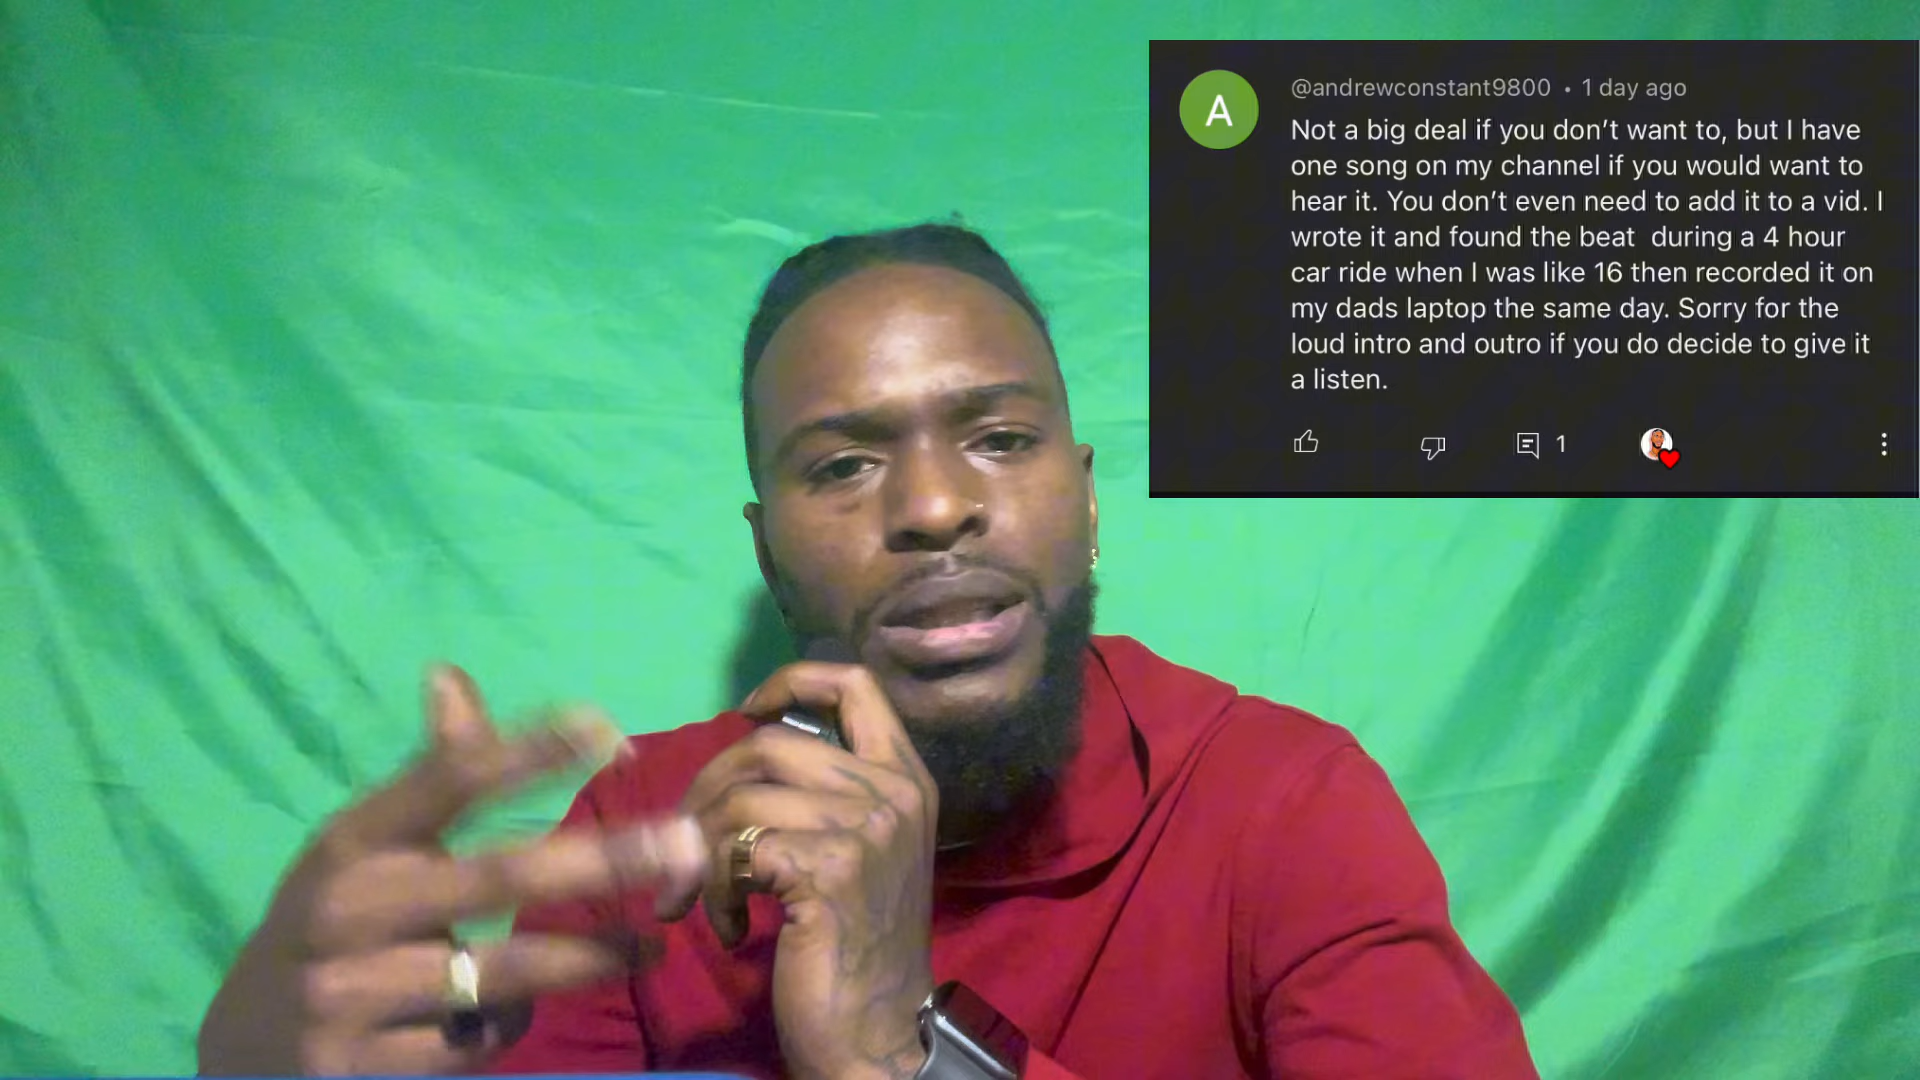 A
@andrewconstant9800 • 1 day ago
Not a big deal if you don’t want to, but I have
one song on my channel if you would want to
hear it. You don’t even need to add it to a vid. I
wrote it and found the beat  during a 4 hour
car ride when I was like 16 then recorded it on
my dads laptop the same day. Sorry for the
loud intro and outro if you do decide to give it
a listen.
1